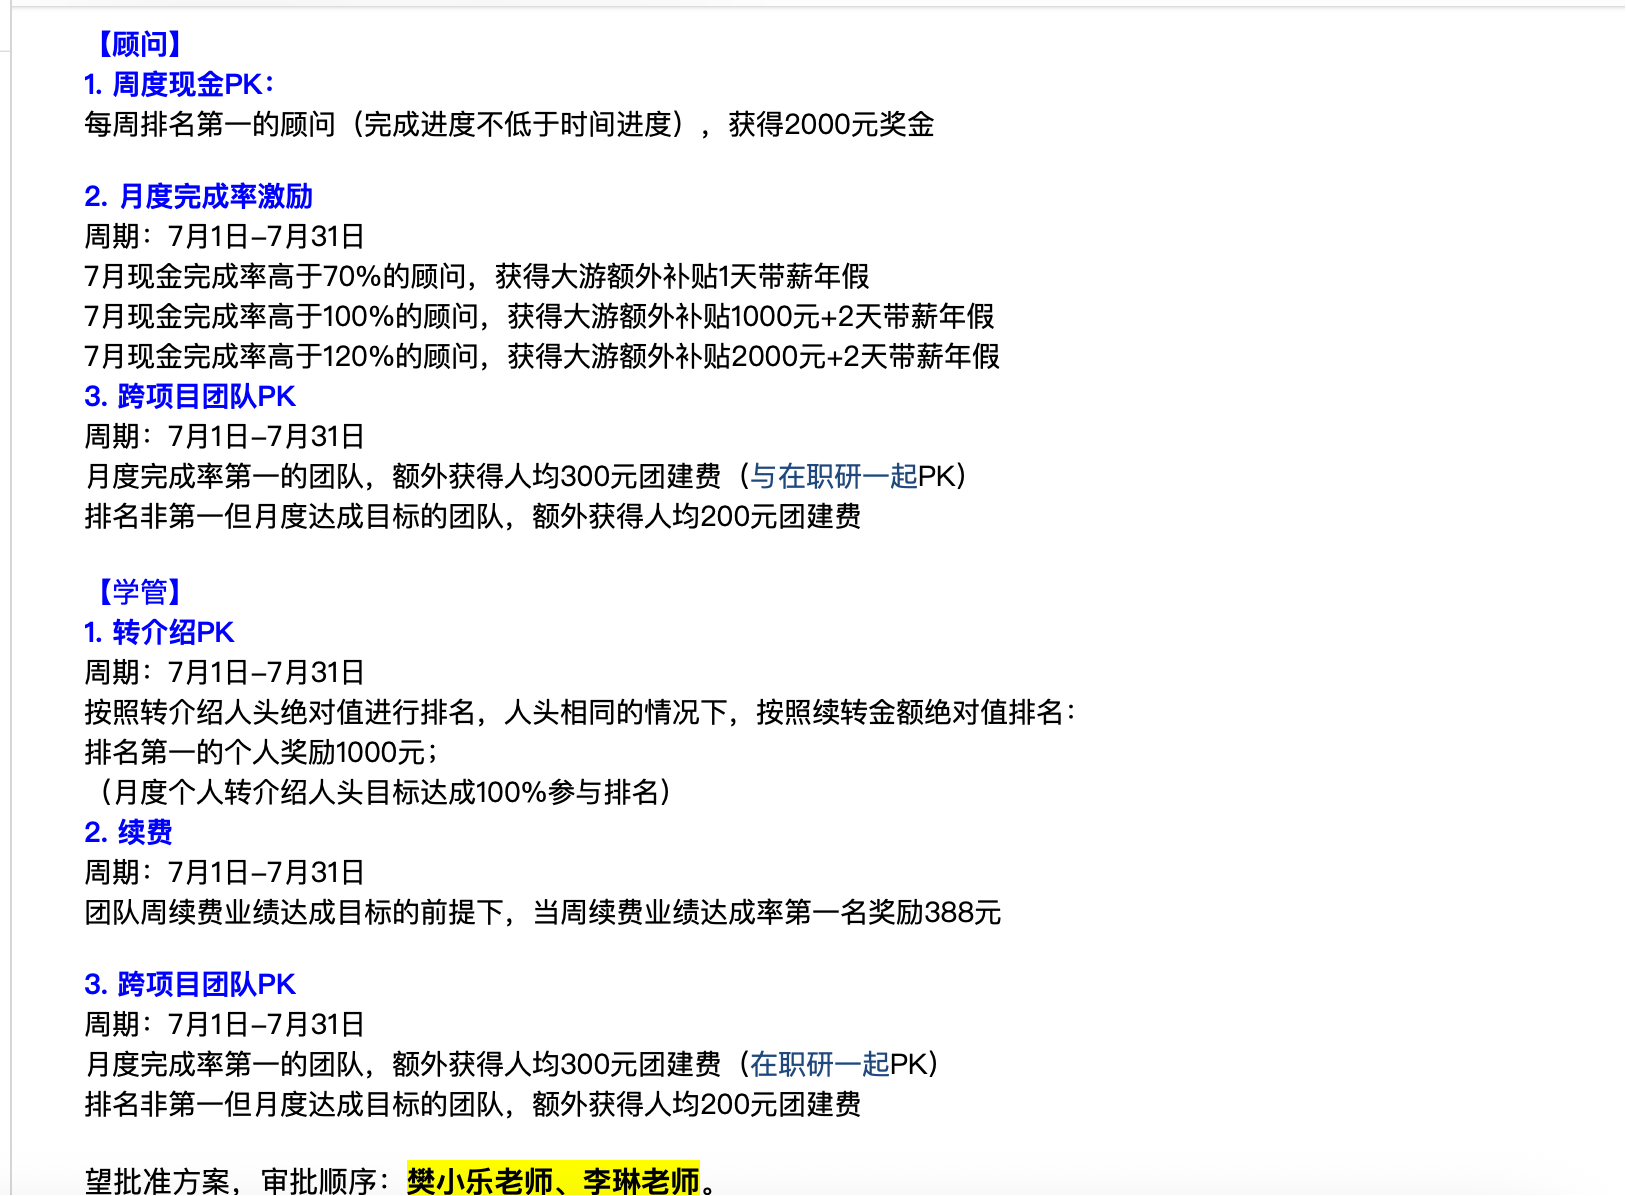 【顾问】
1. 周度现金PK：
每周排名第一的顾问（完成进度不低于时间进度），获得2000元奖金
2. 月度完成率激励
周期：7月1日–7月31日
7月现金完成率高于70%的顾问，获得大游额外补贴1天带薪年假
7月现金完成率高于100%的顾问，获得大游额外补贴1000元+2天带薪年假
7月现金完成率高于120%的顾问，获得大游额外补贴2000元+2天带薪年假
3. 跨项目团队PK
周期：7月1日–7月31日
月度完成率第一的团队，额外获得人均300元团建费（与在职研一起PK）
排名非第一但月度达成目标的团队，额外获得人均200元团建费
【学管】
1. 转介绍PK
周期：7月1日–7月31日
按照转介绍人头绝对值进行排名，人头相同的情况下，按照续转金额绝对值排名：
排名第一的个人奖励1000元；
（月度个人转介绍人头目标达成100%参与排名）
2. 续费
周期：7月1日–7月31日
团队周续费业绩达成目标的前提下，当周续费业绩达成率第一名奖励388元
3. 跨项目团队PK
周期：7月1日–7月31日
月度完成率第一的团队，额外获得人均300元团建费（在职研一起PK）
排名非第一但月度达成目标的团队，额外获得人均200元团建费
望批准方案，审批顺序：樊小乐老师、李琳老师。